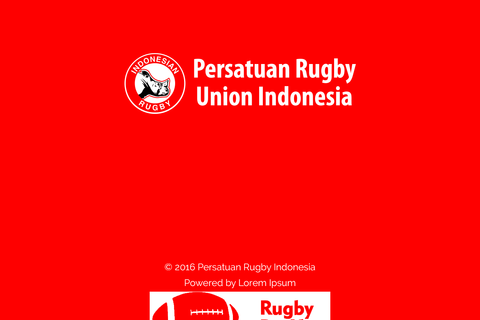 INDONESIAN
RUGBY
Persatuan Rugby
Union Indonesia
© 2016 Persatuan Rugby Indonesia
Powered by Lorem Ipsum
Rugby